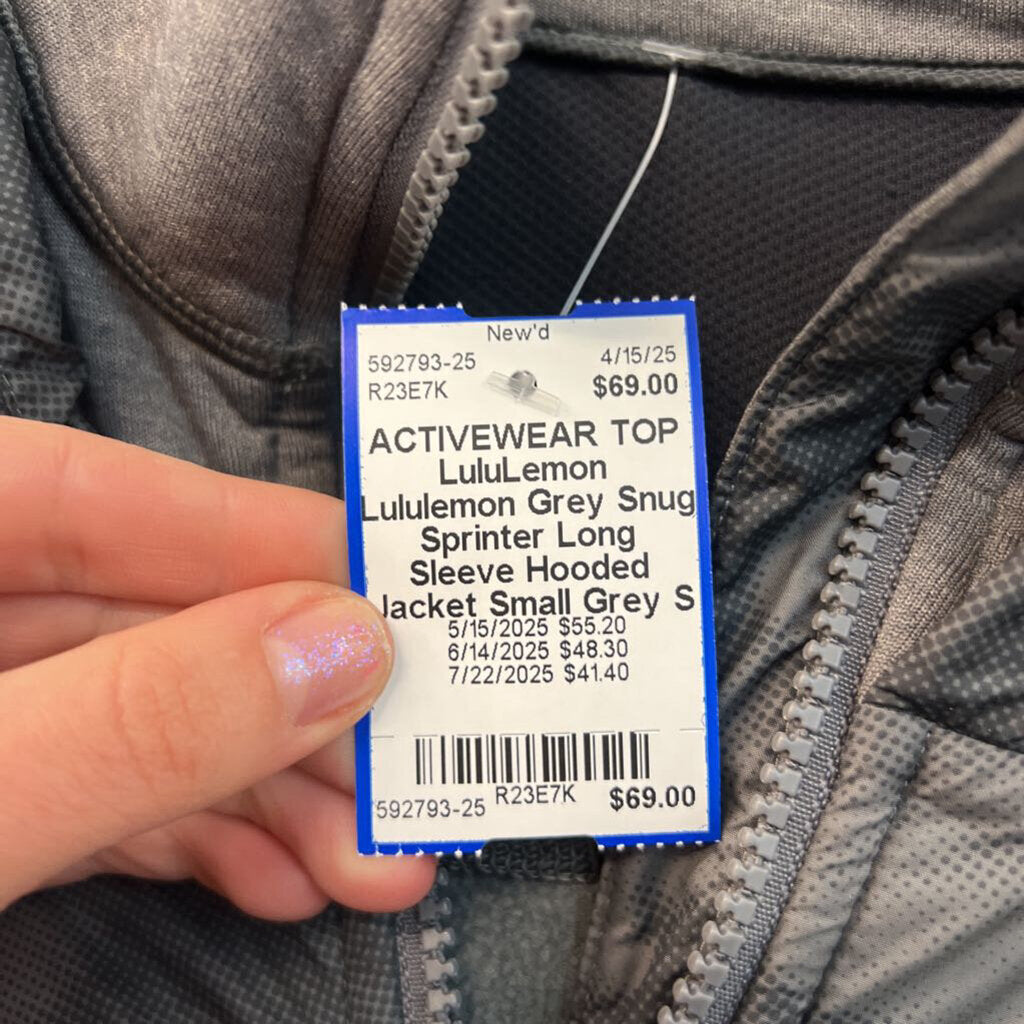 New'd
592793-25 4/15/25
R23E7K $69.00
ACTIVEWEAR TOP
LuluLemon
Lululemon Grey Snug
Sprinter Long
Sleeve Hooded
Jacket Small Grey S
5/15/2025 $55.20
6/14/2025 $48.30
7/22/2025 $41.40
592793-25 R23E7K $69.00